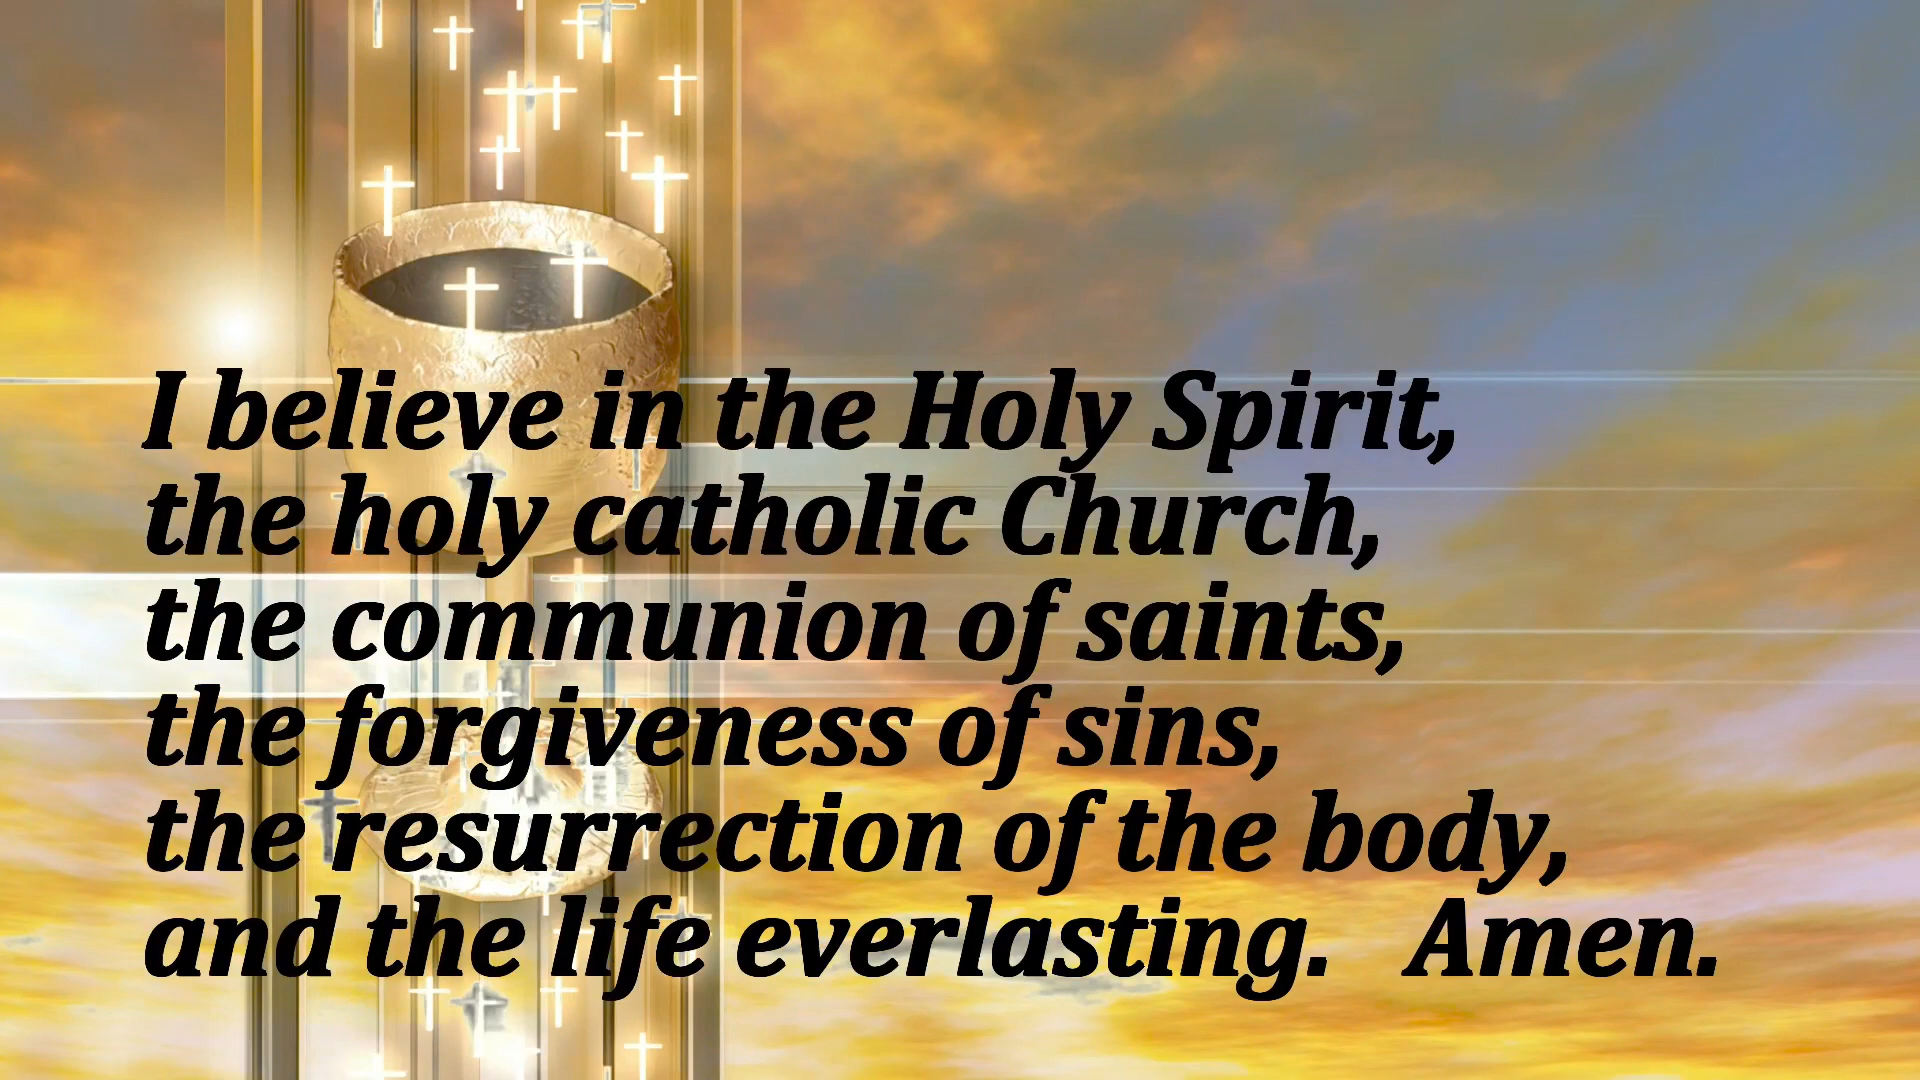 I believe in the Holy Spirit,
the holy catholic Church,
the communion of saints,
the forgiveness of sins,
the resurrection of the body,
and the life everlasting.   Amen.